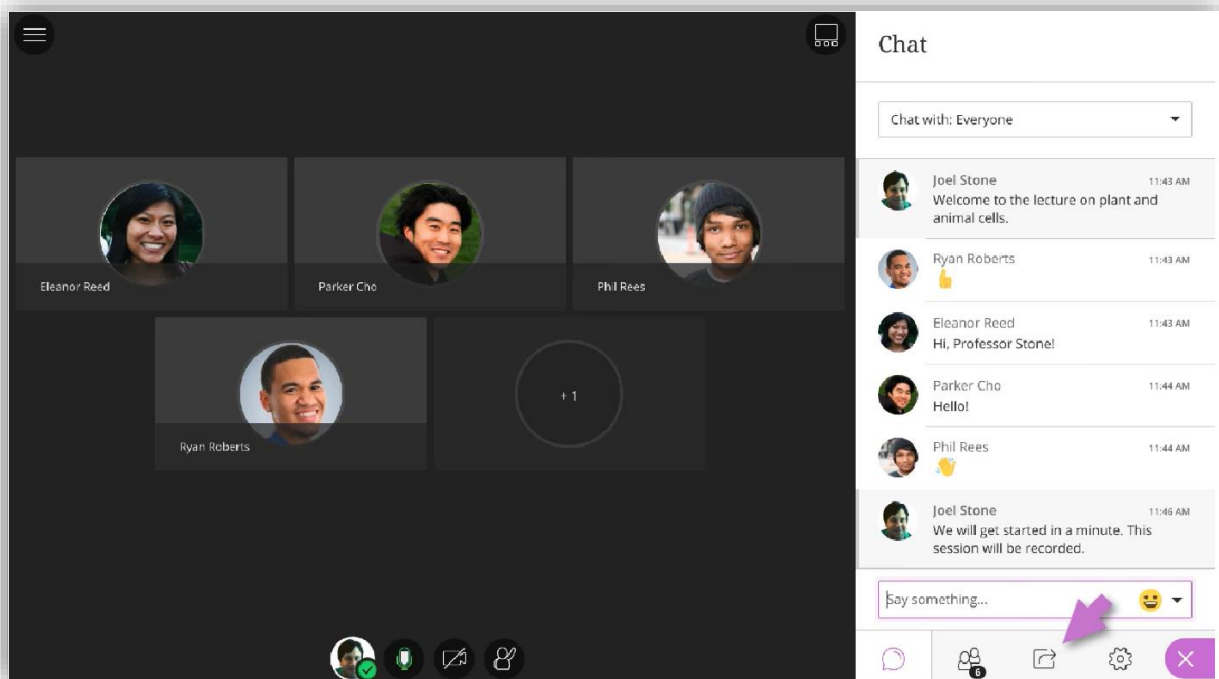 Eleanor Reed
Parker Cho
Phil Rees
Ryan Roberts
+ 1
Chat
Chat with: Everyone
Joel Stone 11:43 AM
Welcome to the lecture on plant and
animal cells.
Ryan Roberts 11:43 AM
Eleanor Reed 11:43 AM
Hi, Professor Stone!
Parker Cho 11:44 AM
Hello!
Phil Rees 11:44 AM
Joel Stone 11:46 AM
We will get started in a minute. This
session will be recorded.
Say something...
6